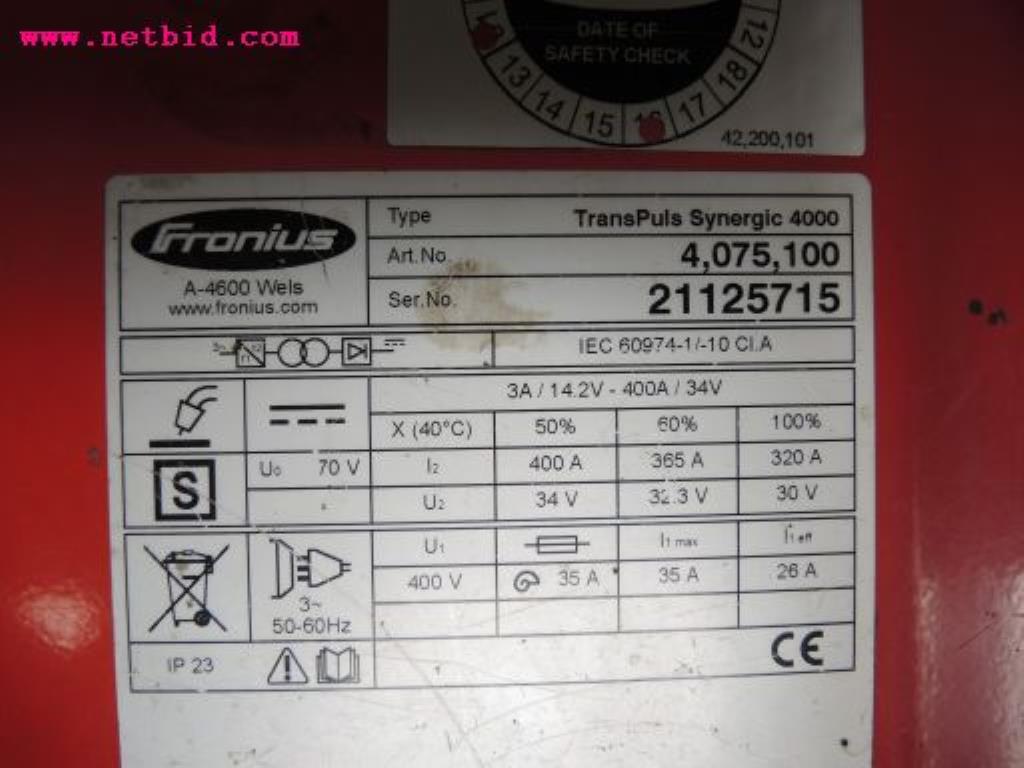 www.netbid.com
DATE OF
SAFETY CHECK
13 14 15 16 17 18 12
42,200,101
Fronius
A-4600 Wels
www.fronius.com
Type TransPuls Synergic 4000
Art.No. 4,075,100
Ser.No. 21125715
IEC 60974-1/-10 Cl.A
3A / 14.2V - 400A / 34V
X (40°C) 50% 60% 100%
U0 70 V I2 400 A 365 A 320 A
S U2 34 V 32.3 V 30 V
U1 I1 max I1 eff
400 V 35 A 35 A 26 A
3~
50-60Hz
IP 23 CE